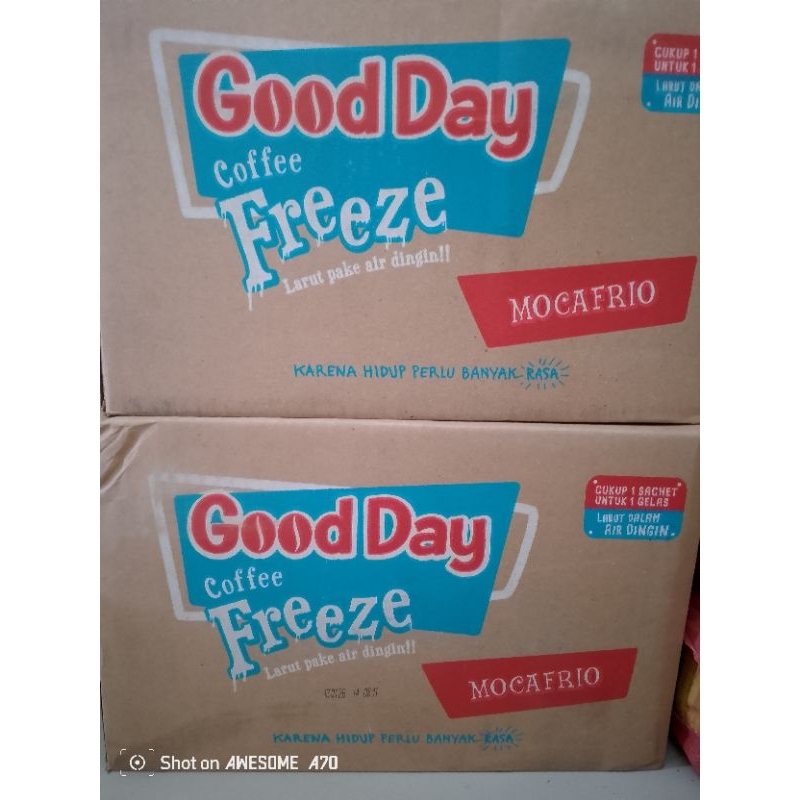 Good Day
Coffee
Freeze
Larut pake air dingin!!
CUKUP 1
UNTUK 1
LARUT
AIR
MOCAFRIO
KARENA HIDUP PERLU BANYAK RASA
Good Day
Coffee
Freeze
Larut pake air dingin!!
CUKUP 1 SACHET
UNTUK 1 GELAS
LARUT DALAM
AIR DINGIN
MOCAFRIO
KARENA HIDUP PERLU BANYAK RASA
Shot on AWESOME A70